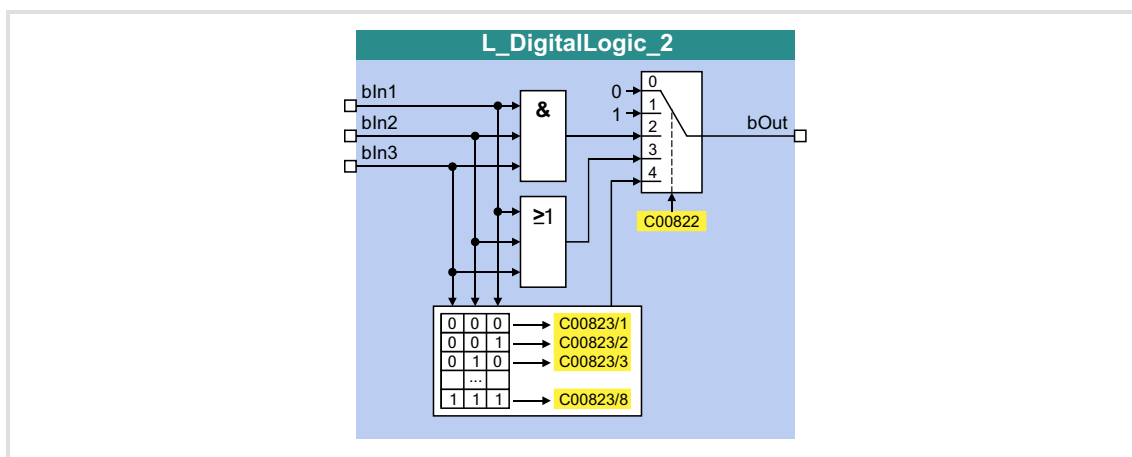 L_DigitalLogic_2
bIn1
bIn2
bIn3
&
≥1
0
1
0
1
2
3
4
bOut
C00822
0 0 0 C00823/1
0 0 1 C00823/2
0 1 0 C00823/3
...
1 1 1 C00823/8